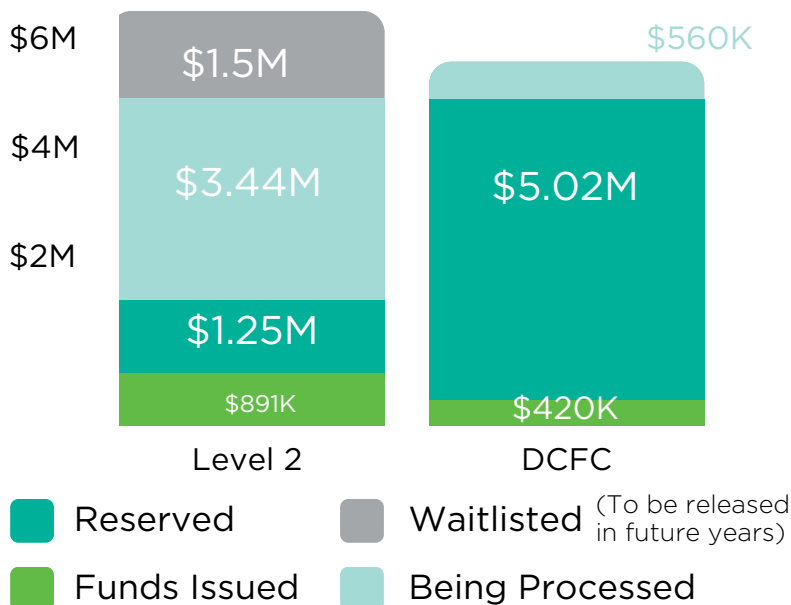 $6M
$560K
$1.5M
$4M
$3.44M
$5.02M
$2M
$1.25M
$891K
$420K
Level 2
DCFC
Reserved
Waitlisted (To be released
in future years)
Funds Issued
Being Processed